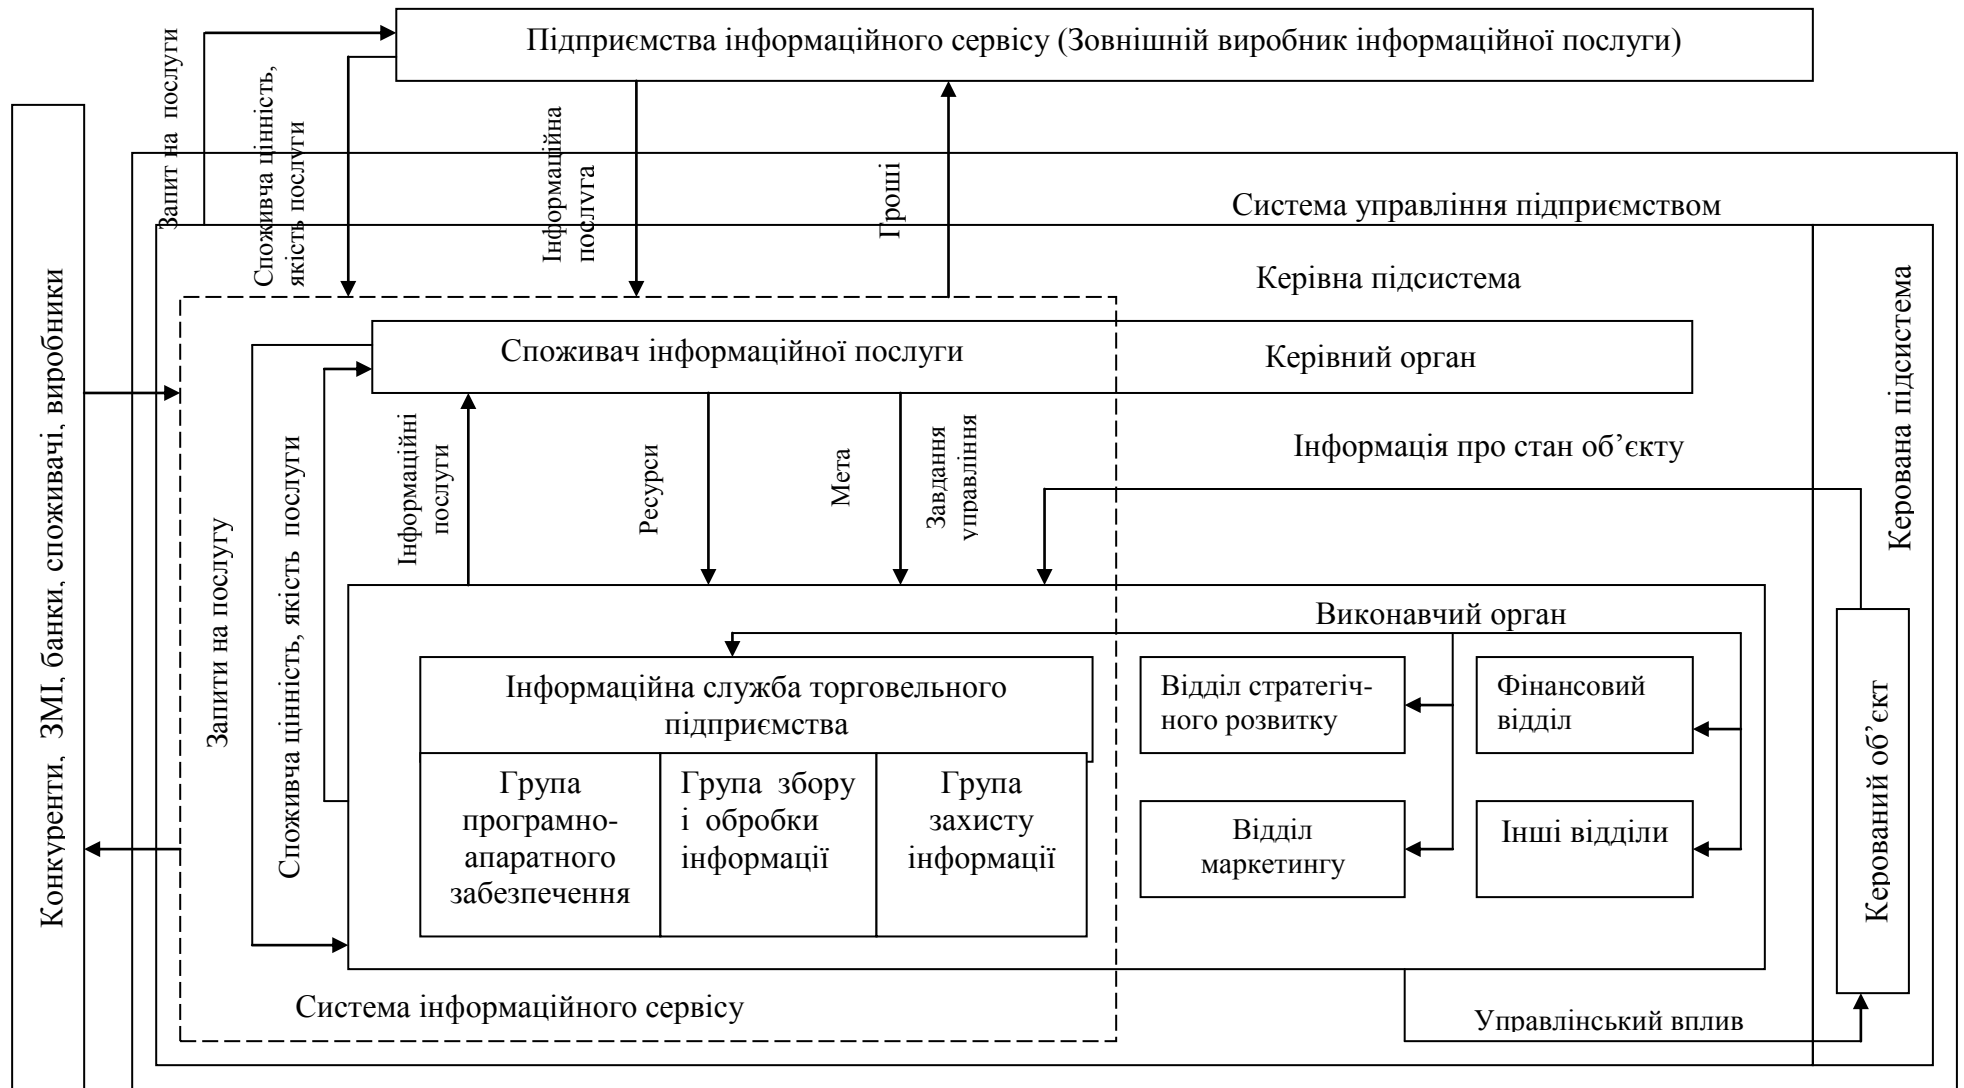 Підприємства інформаційного сервісу (Зовнішній виробник інформаційної послуги)
Запит на послуги
Споживча цінність,
якість послуги
Інформаційна
послуга
Гроші
Система управління підприємством
Керівна підсистема
Керована підсистема
Конкуренти, ЗМІ, банки, споживачі, виробники
Споживач інформаційної послуги
Керівний орган
Запити на послугу
Споживча цінність, якість послуги
Інформаційні
послуги
Ресурси
Мета
Завдання
управління
Інформація про стан об’єкту
Виконавчий орган
Інформаційна служба торговельного
підприємства
Група
програмно-
апаратного
забезпечення
Група збору
і обробки
інформації
Група
захисту
інформації
Відділ стратегіч-
ного розвитку
Фінансовий
відділ
Відділ
маркетингу
Інші відділи
Керований об’єкт
Система інформаційного сервісу
Управлінський вплив